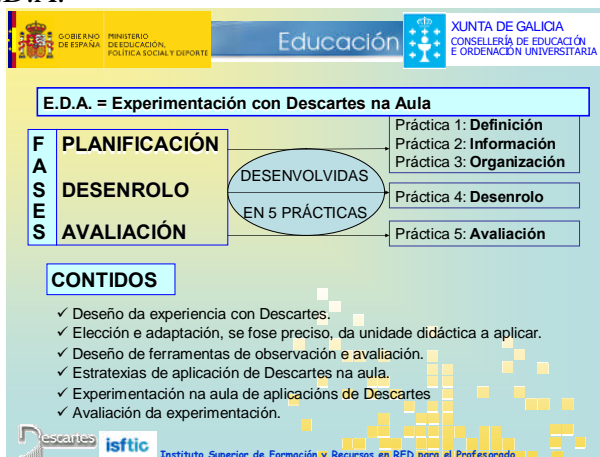 GOBIERNO DE ESPAÑA
MINISTERIO DE EDUCACIÓN, POLÍTICA SOCIAL Y DEPORTE
Educación
XUNTA DE GALICIA
CONSELLERÍA DE EDUCACIÓN
E ORDENACIÓN UNIVERSITARIA
E.D.A. = Experimentación con Descartes na Aula
FASES
PLANIFICACIÓN
DESENROLO
AVALIACIÓN
DESENVOLVIDAS
EN 5 PRÁCTICAS
Práctica 1: Definición
Práctica 2: Información
Práctica 3: Organización
Práctica 4: Desenrolo
Práctica 5: Avaliación
CONTIDOS
✓ Deseño da experiencia con Descartes.
✓ Elección e adaptación, se fose preciso, da unidade didáctica a aplicar.
✓ Deseño de ferramentas de observación e avaliación.
✓ Estratexias de aplicación de Descartes na aula.
✓ Experimentación na aula de aplicacións de Descartes
✓ Avaliación da experimentación.
Descartes
isftic
Instituto Superior de Formación y Recursos en RED para el Profesorado